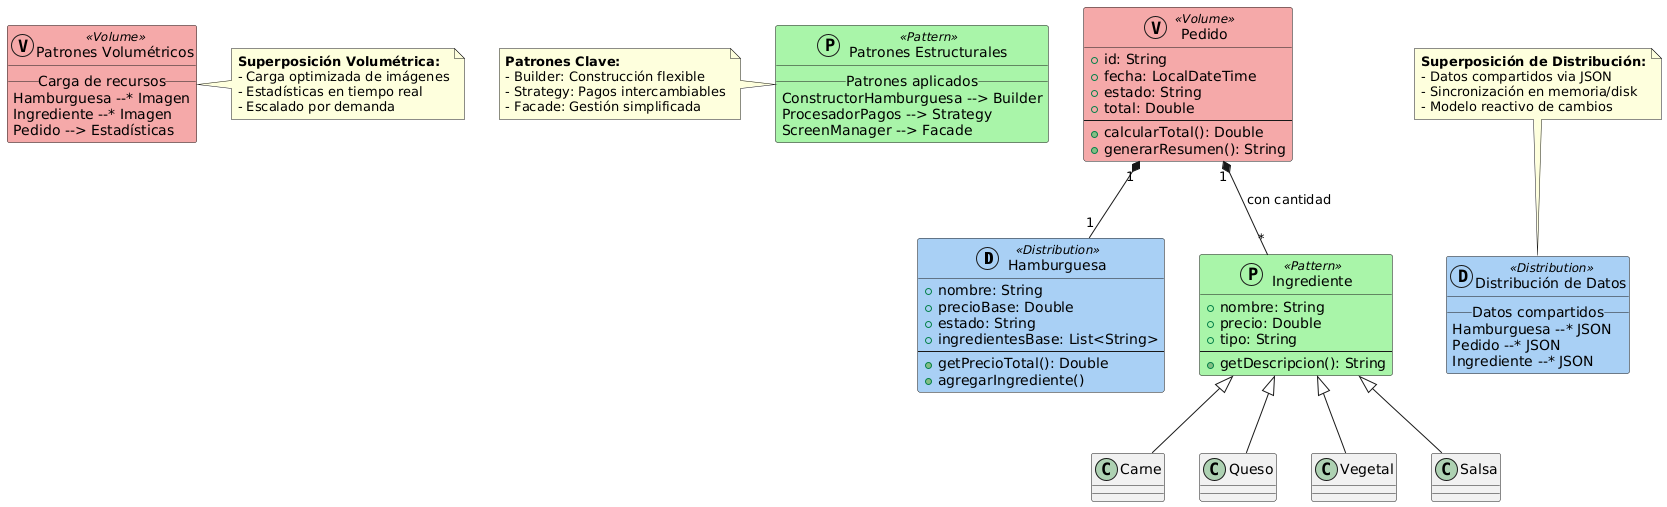 V «Volume»
Patrones Volumétricos
Carga de recursos
Hamburguesa --* Imagen
Ingrediente --* Imagen
Pedido --> Estadísticas
Superposición Volumétrica:
- Carga optimizada de imágenes
- Estadísticas en tiempo real
- Escalado por demanda
Patrones Clave:
- Builder: Construcción flexible
- Strategy: Pagos intercambiables
- Facade: Gestión simplificada
P «Pattern»
Patrones Estructurales
Patrones aplicados
ConstructorHamburguesa --> Builder
ProcesadorPagos --> Strategy
ScreenManager --> Facade
V «Volume»
Pedido
id: String
fecha: LocalDateTime
estado: String
total: Double
calcularTotal(): Double
generarResumen(): String
Superposición de Distribución:
- Datos compartidos via JSON
- Sincronización en memoria/disk
- Modelo reactivo de cambios
1
1
con cantidad
1
*
D «Distribution»
Hamburguesa
nombre: String
precioBase: Double
estado: String
ingredientesBase: List<String>
getPrecioTotal(): Double
agregarIngrediente()
P «Pattern»
Ingrediente
nombre: String
precio: Double
tipo: String
getDescripcion(): String
D «Distribution»
Distribución de Datos
Datos compartidos
Hamburguesa --* JSON
Pedido --* JSON
Ingrediente --* JSON
C Carne
C Queso
C Vegetal
C Salsa